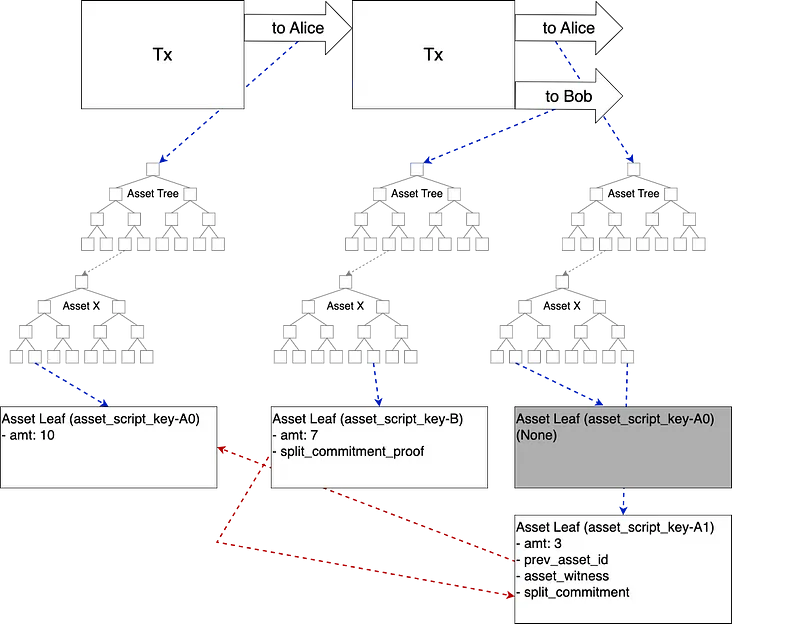 Tx
to Alice
Tx
to Alice
to Bob
Asset Tree
Asset Tree
Asset Tree
Asset X
Asset X
Asset X
Asset Leaf (asset_script_key-A0)
- amt: 10
Asset Leaf (asset_script_key-B)
- amt: 7
- split_commitment_proof
Asset Leaf (asset_script_key-A0)
(None)
Asset Leaf (asset_script_key-A1)
- amt: 3
- prev_asset_id
- asset_witness
- split_commitment